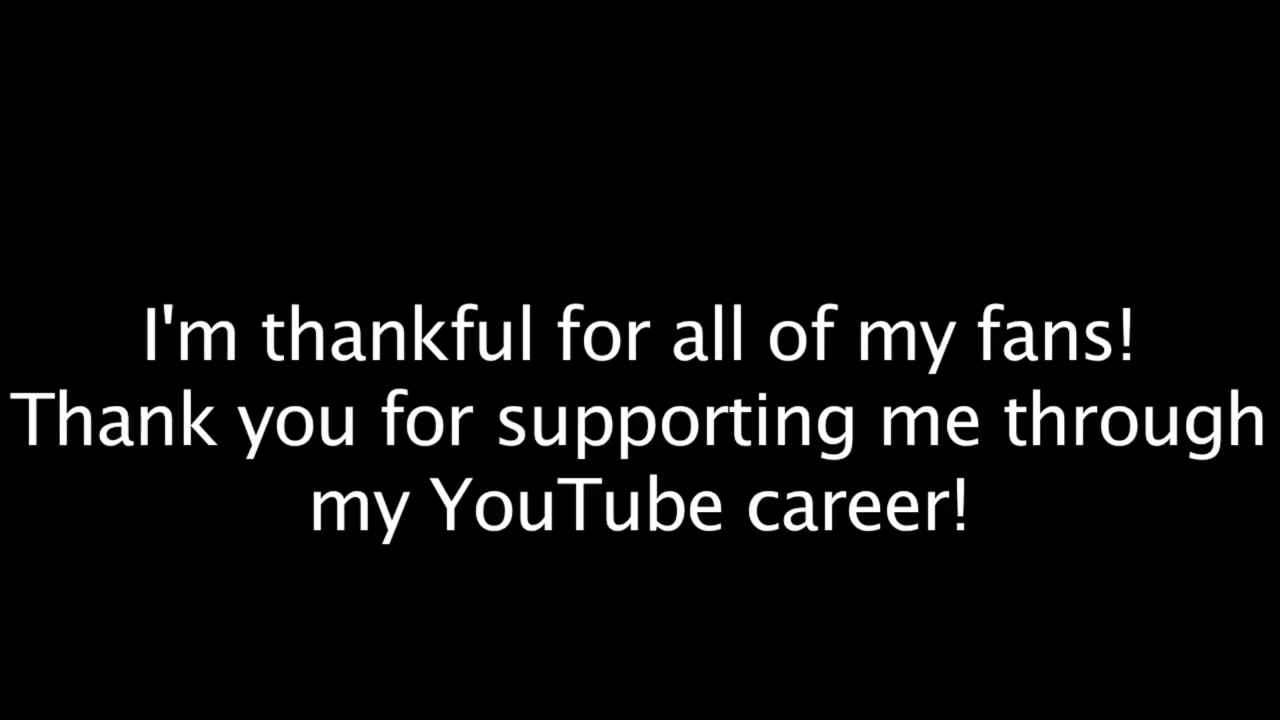 I'm thankful for all of my fans!
Thank you for supporting me through
my YouTube career!